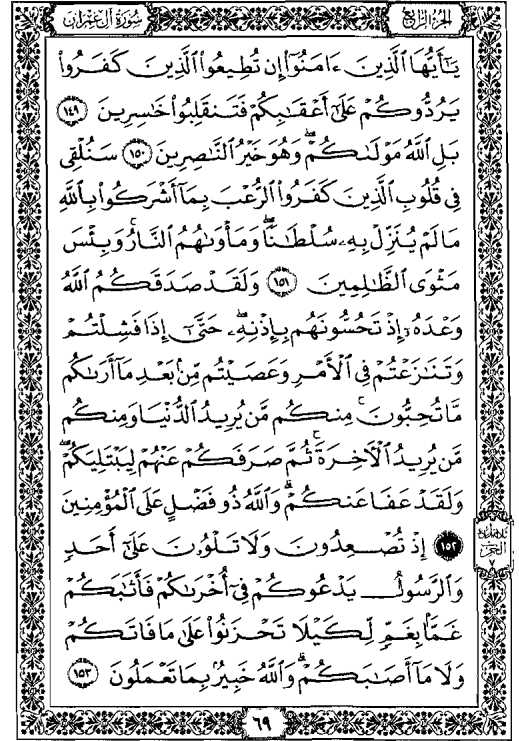 الجزء الرابع
سورة آل عمران
يَـٰٓأَيُّهَا ٱلَّذِينَ ءَامَنُوٓا۟ إِن تُطِيعُوا۟ ٱلَّذِينَ كَفَرُوا۟
يَرُدُّوكُمْ عَلَىٰٓ أَعْقَـٰبِكُمْ فَتَنقَلِبُوا۟ خَـٰسِرِينَ ١٤٩
بَلِ ٱللَّهُ مَوْلَىٰكُمْ ۖ وَهُوَ خَيْرُ ٱلنَّـٰصِرِينَ ١٥٠ سَنُلْقِى
فِى قُلُوبِ ٱلَّذِينَ كَفَرُوا۟ ٱلرُّعْبَ بِمَآ أَشْرَكُوا۟ بِٱللَّهِ
مَا لَمْ يُنَزِّلْ بِهِۦ سُلْطَـٰنًا ۖ وَمَأْوَىٰهُمُ ٱلنَّارُ ۚ وَبِئْسَ
مَثْوَى ٱلظَّـٰلِمِينَ ١٥١ وَلَقَدْ صَدَقَكُمُ ٱللَّهُ
وَعْدَهُۥٓ إِذْ تَحُسُّونَهُم بِإِذْنِهِۦ ۖ حَتَّىٰٓ إِذَا فَشِلْتُمْ
وَتَنَـٰزَعْتُمْ فِى ٱلْأَمْرِ وَعَصَيْتُم مِّنۢ بَعْدِ مَآ أَرَىٰكُم
مَّا تُحِبُّونَ ۚ مِنكُم مَّن يُرِيدُ ٱلدُّنْيَا وَمِنكُم
مَّن يُرِيدُ ٱلْـَٔاخِرَةَ ۚ ثُمَّ صَرَفَكُمْ عَنْهُمْ لِيَبْتَلِيَكُمْ ۖ
وَلَقَدْ عَفَا عَنكُمْ ۗ وَٱللَّهُ ذُو فَضْلٍ عَلَى ٱلْمُؤْمِنِينَ
١٥٢ إِذْ تُصْعِدُونَ وَلَا تَلْوُۥنَ عَلَىٰٓ أَحَدٍ
وَٱلرَّسُولُ يَدْعُوكُمْ فِىٓ أُخْرَىٰكُمْ فَأَثَـٰبَكُمْ
غَمًّۢا بِغَمٍّ لِّكَيْلَا تَحْزَنُوا۟ عَلَىٰ مَا فَاتَكُمْ
وَلَا مَآ أَصَـٰبَكُمْ ۗ وَٱللَّهُ خَبِيرٌۢ بِمَا تَعْمَلُونَ ١٥٣
الحزب
٧
٦٩